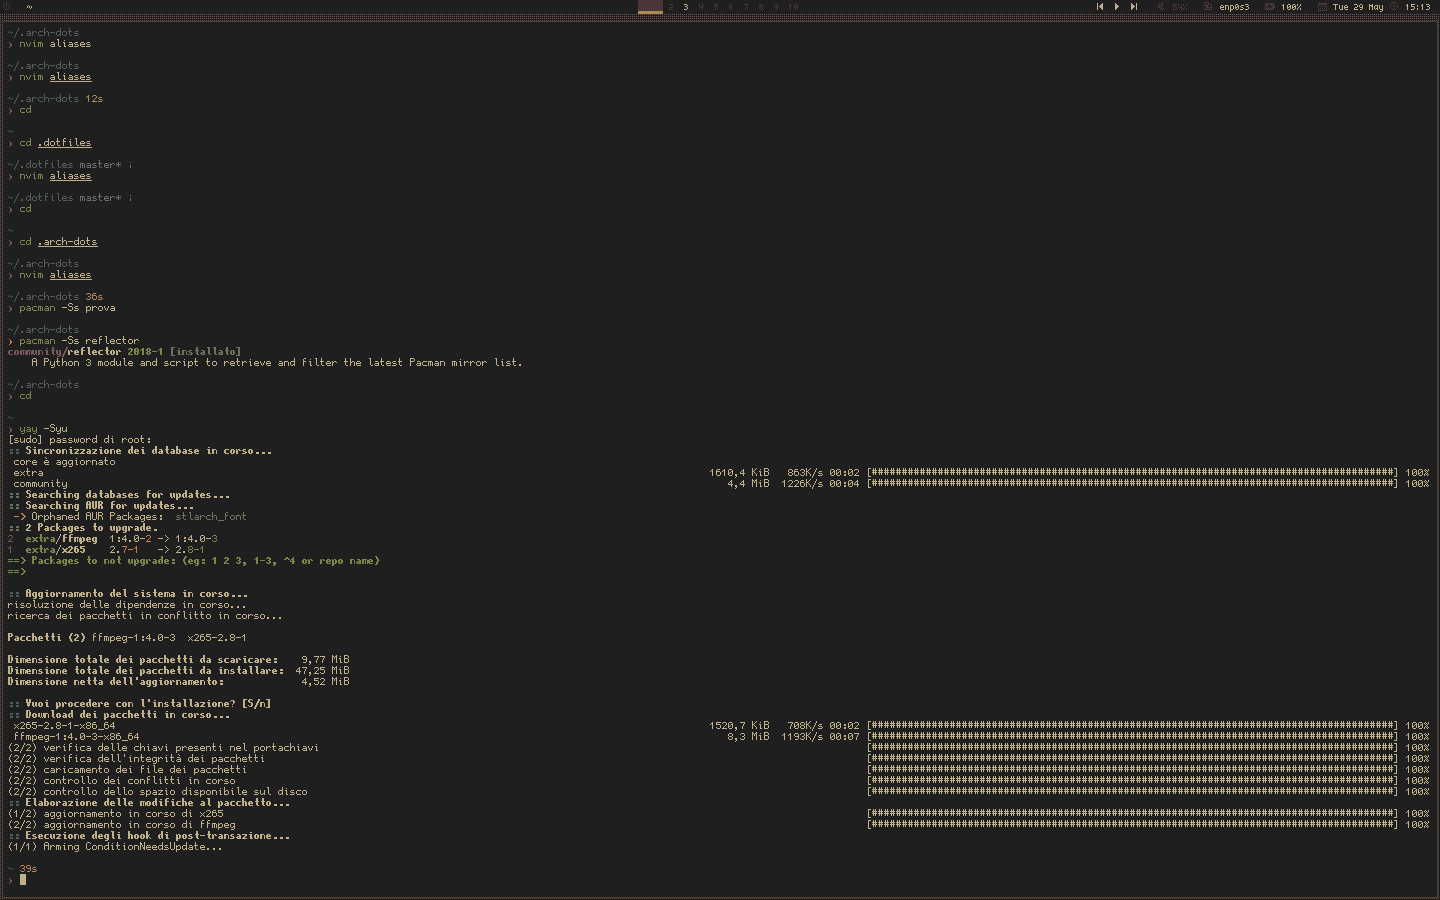 ~ 2 3 4 5 6 7 8 9 10 54% enp0s3 100% Tue 29 May 15:13
~/.arch-dots
› nvim aliases
~/.arch-dots
› nvim aliases
~/.arch-dots 12s
› cd
~
› cd .dotfiles
~/.dotfiles master* ↓
› nvim aliases
~/.dotfiles master* ↓
› cd
~
› cd .arch-dots
~/.arch-dots
› nvim aliases
~/.arch-dots 36s
› pacman -Ss prova
~/.arch-dots
› pacman -Ss reflector
community/reflector 2018-1 [installato]
A Python 3 module and script to retrieve and filter the latest Pacman mirror list.
~/.arch-dots
› cd
~
› yay -Syu
[sudo] password di root:
:: Sincronizzazione dei database in corso...
core è aggiornato
extra 1610,4 KiB 863K/s 00:02 [########################################################################################] 100%
community 4,4 MiB 1226K/s 00:04 [########################################################################################] 100%
:: Searching databases for updates...
:: Searching AUR for updates...
-> Orphaned AUR Packages: stlarch_font
:: 2 Packages to upgrade.
2 extra/ffmpeg 1:4.0-2 -> 1:4.0-3
1 extra/x265 2.7-1 -> 2.8-1
==> Packages to not upgrade: (eg: 1 2 3, 1-3, ^4 or repo name)
==>
:: Aggiornamento del sistema in corso...
risoluzione delle dipendenze in corso...
ricerca dei pacchetti in conflitto in corso...
Pacchetti (2) ffmpeg-1:4.0-3 x265-2.8-1
Dimensione totale dei pacchetti da scaricare: 9,77 MiB
Dimensione totale dei pacchetti da installare: 47,25 MiB
Dimensione netta dell'aggiornamento: 4,52 MiB
:: Vuoi procedere con l'installazione? [S/n]
:: Download dei pacchetti in corso...
x265-2.8-1-x86_64 1520,7 KiB 708K/s 00:02 [########################################################################################] 100%
ffmpeg-1:4.0-3-x86_64 8,3 MiB 1193K/s 00:07 [########################################################################################] 100%
(2/2) verifica delle chiavi presenti nel portachiavi [########################################################################################] 100%
(2/2) verifica dell'integrità dei pacchetti [########################################################################################] 100%
(2/2) caricamento dei file dei pacchetti [########################################################################################] 100%
(2/2) controllo dei conflitti in corso [########################################################################################] 100%
(2/2) controllo dello spazio disponibile sul disco [########################################################################################] 100%
:: Elaborazione delle modifiche al pacchetto...
(1/2) aggiornamento in corso di x265 [########################################################################################] 100%
(2/2) aggiornamento in corso di ffmpeg [########################################################################################] 100%
:: Esecuzione degli hook di post-transazione...
(1/1) Arming ConditionNeedsUpdate...
~ 39s
›